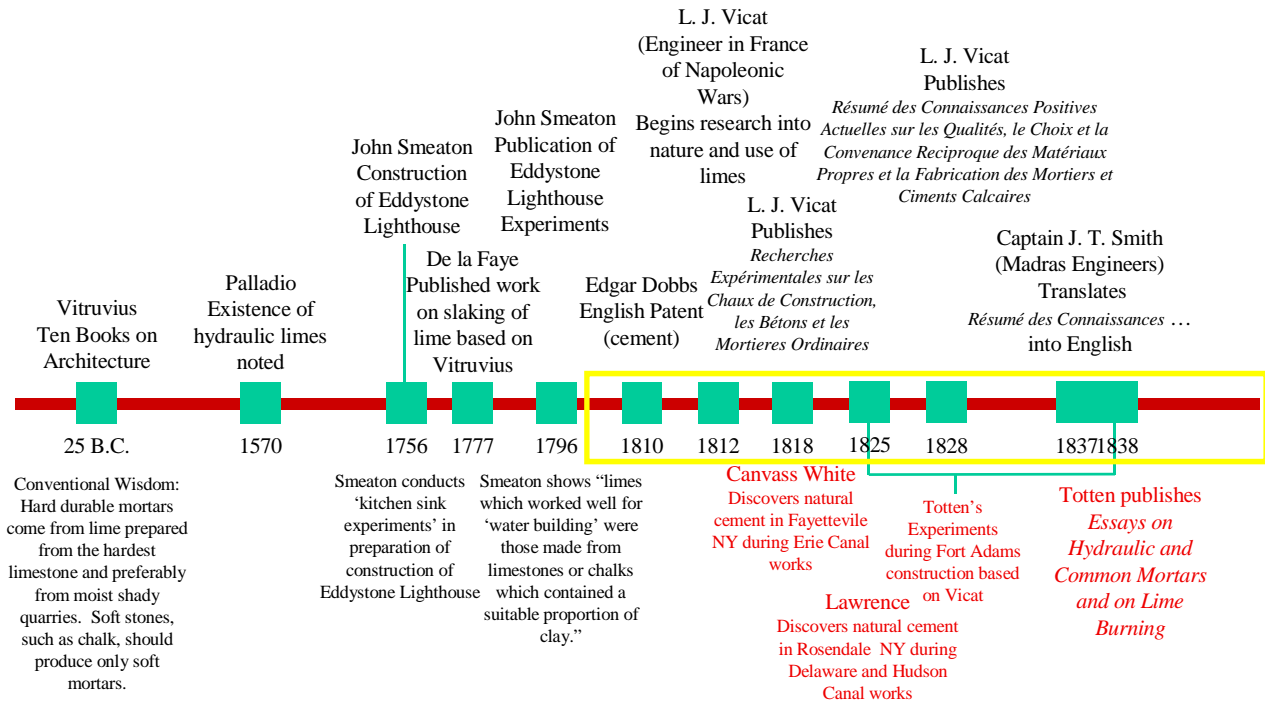 L. J. Vicat
(Engineer in France
of Napoleonic
Wars)
Begins research into
nature and use of
limes
L. J. Vicat
Publishes
Résumé des Connaissances Positives
Actuelles sur les Qualités, le Choix et la
Convenance Reciproque des Matériaux
Propres et la Fabrication des Mortiers et
Ciments Calcaires
John Smeaton
Construction
of Eddystone
Lighthouse
John Smeaton
Publication of
Eddystone
Lighthouse
Experiments
L. J. Vicat
Publishes
Recherches
Expérimentales sur les
Chaux de Construction,
les Bétons et les
Mortieres Ordinaires
Captain J. T. Smith
(Madras Engineers)
Translates
Résumé des Connaissances …
into English
Vitruvius
Ten Books on
Architecture
Palladio
Existence of
hydraulic limes
noted
De la Faye
Published work
on slaking of
lime based on
Vitruvius
Edgar Dobbs
English Patent
(cement)
25 B.C.
1570
1756
1777
1796
1810
1812
1818
1825
1828
1837
1838
Conventional Wisdom:
Hard durable mortars
come from lime prepared
from the hardest
limestone and preferably
from moist shady
quarries. Soft stones,
such as chalk, should
produce only soft
mortars.
Smeaton conducts
‘kitchen sink
experiments’ in
preparation of
construction of
Eddystone Lighthouse
Smeaton shows “limes
which worked well for
‘water building’ were
those made from
limestones or chalks
which contained a
suitable proportion of
clay.”
Canvass White
Discovers natural
cement in Fayettevile
NY during Erie Canal
works
Lawrence
Discovers natural cement
in Rosendale NY during
Delaware and Hudson
Canal works
Totten’s
Experiments
during Fort Adams
construction based
on Vicat
Totten publishes
Essays on
Hydraulic and
Common Mortars
and on Lime
Burning